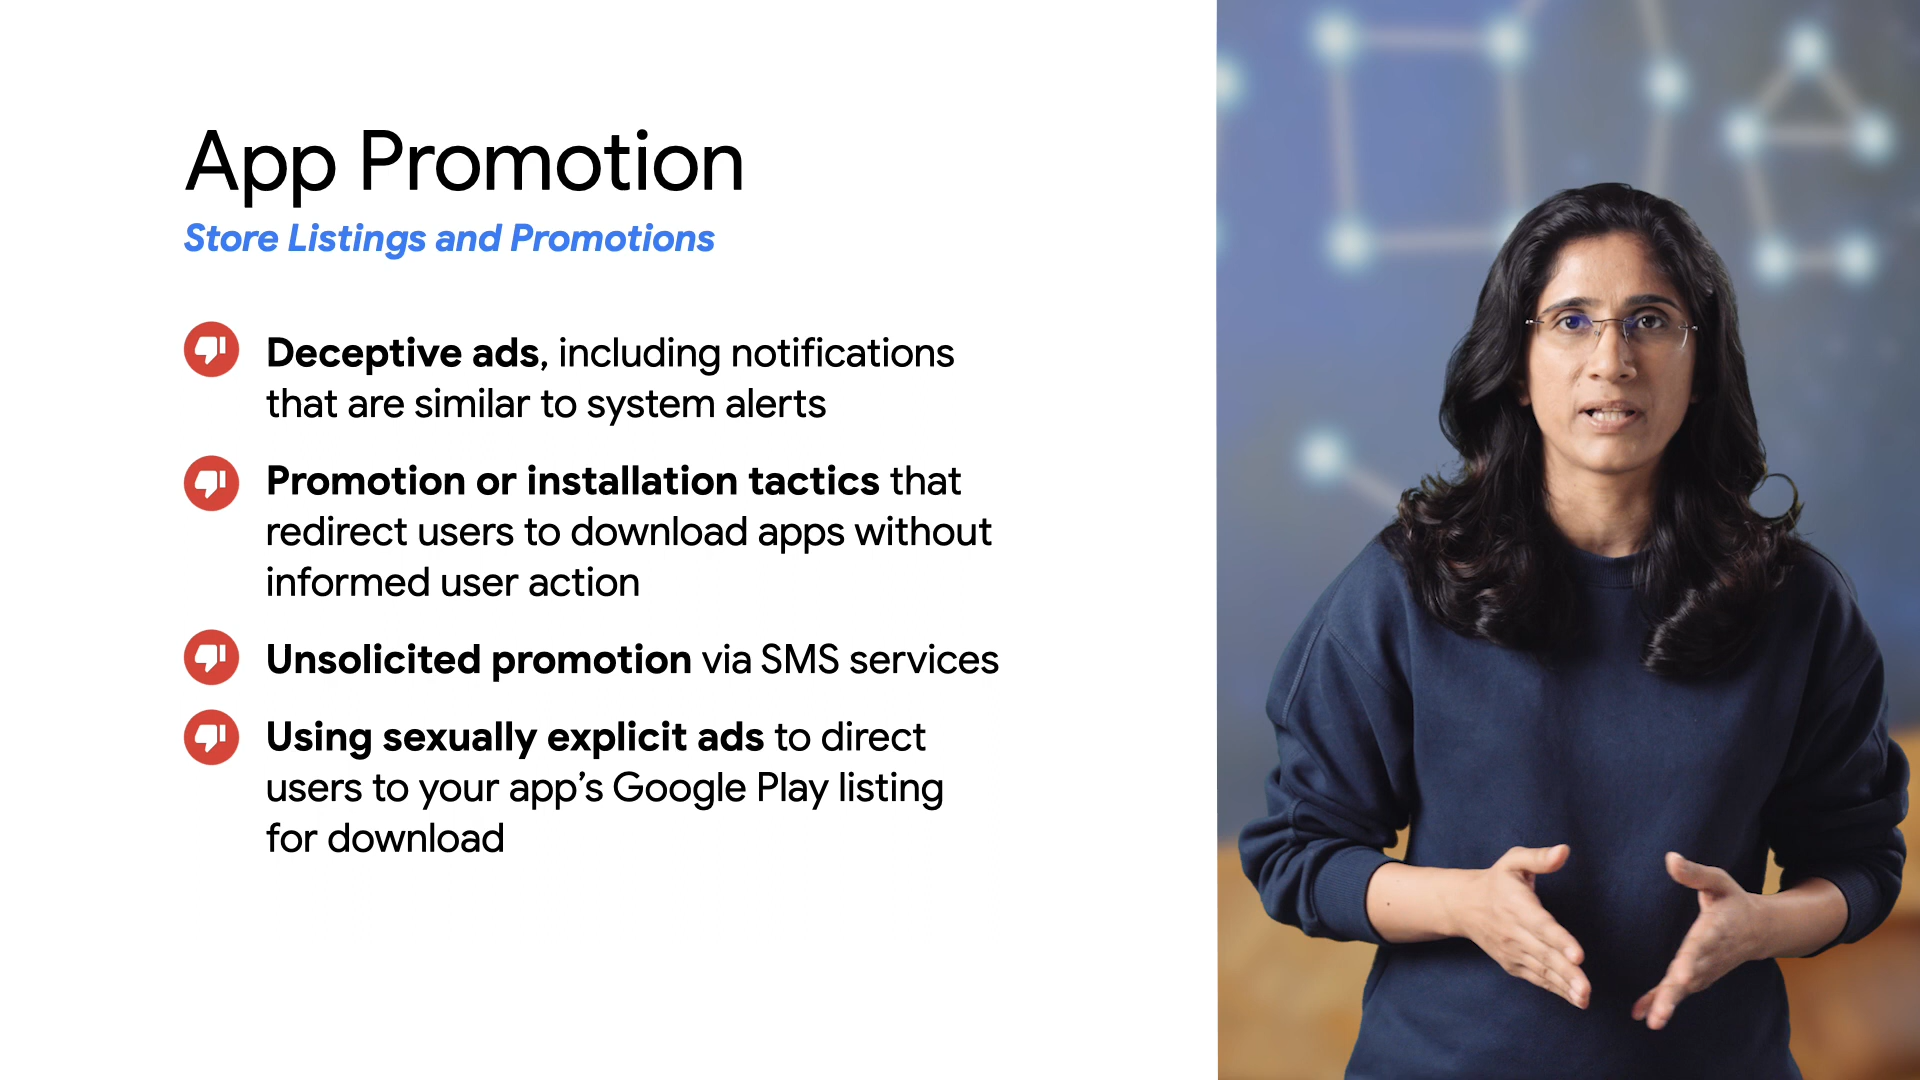 App Promotion
Store Listings and Promotions
Deceptive ads, including notifications
that are similar to system alerts
Promotion or installation tactics that
redirect users to download apps without
informed user action
Unsolicited promotion via SMS services
Using sexually explicit ads to direct
users to your app’s Google Play listing
for download